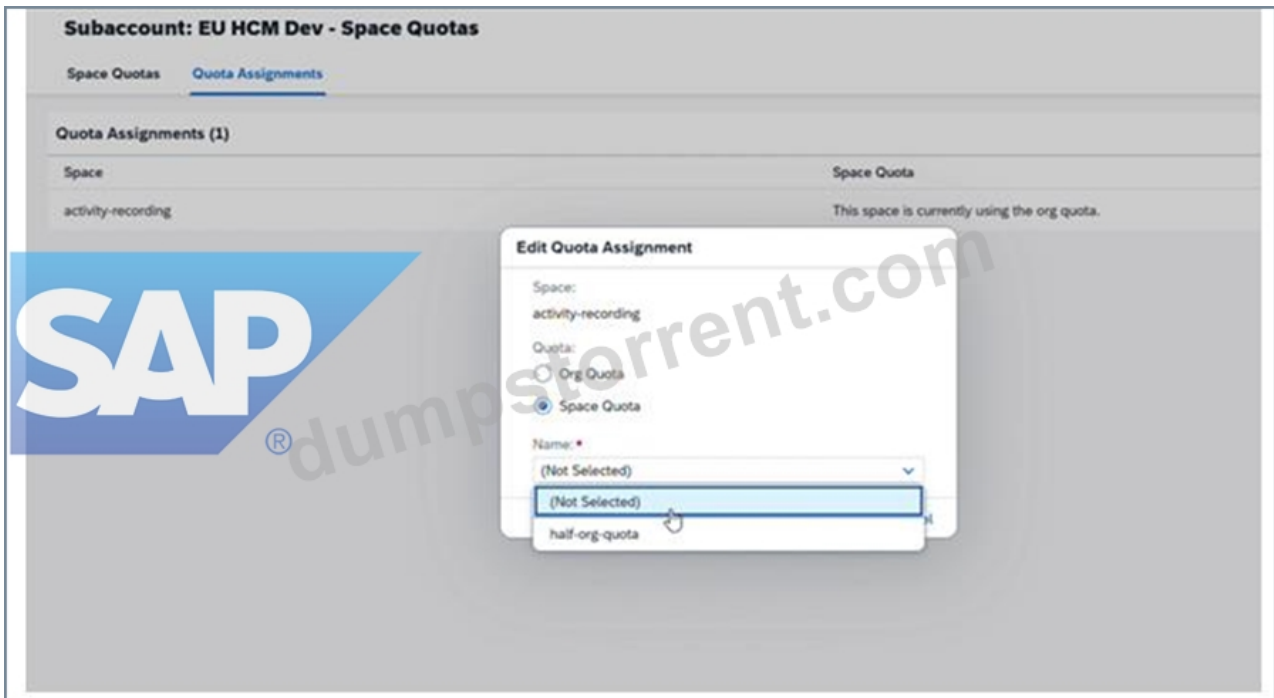 Subaccount: EU HCM Dev - Space Quotas
Space Quotas Quota Assignments
Quota Assignments (1)
Space Space Quota
activity-recording This space is currently using the org quota.
Edit Quota Assignment
Space:
activity-recording
Quota:
Org Quota
Space Quota
Name: *
(Not Selected)
(Not Selected)
half-org-quota
SAP
®
dumpstorrent.com